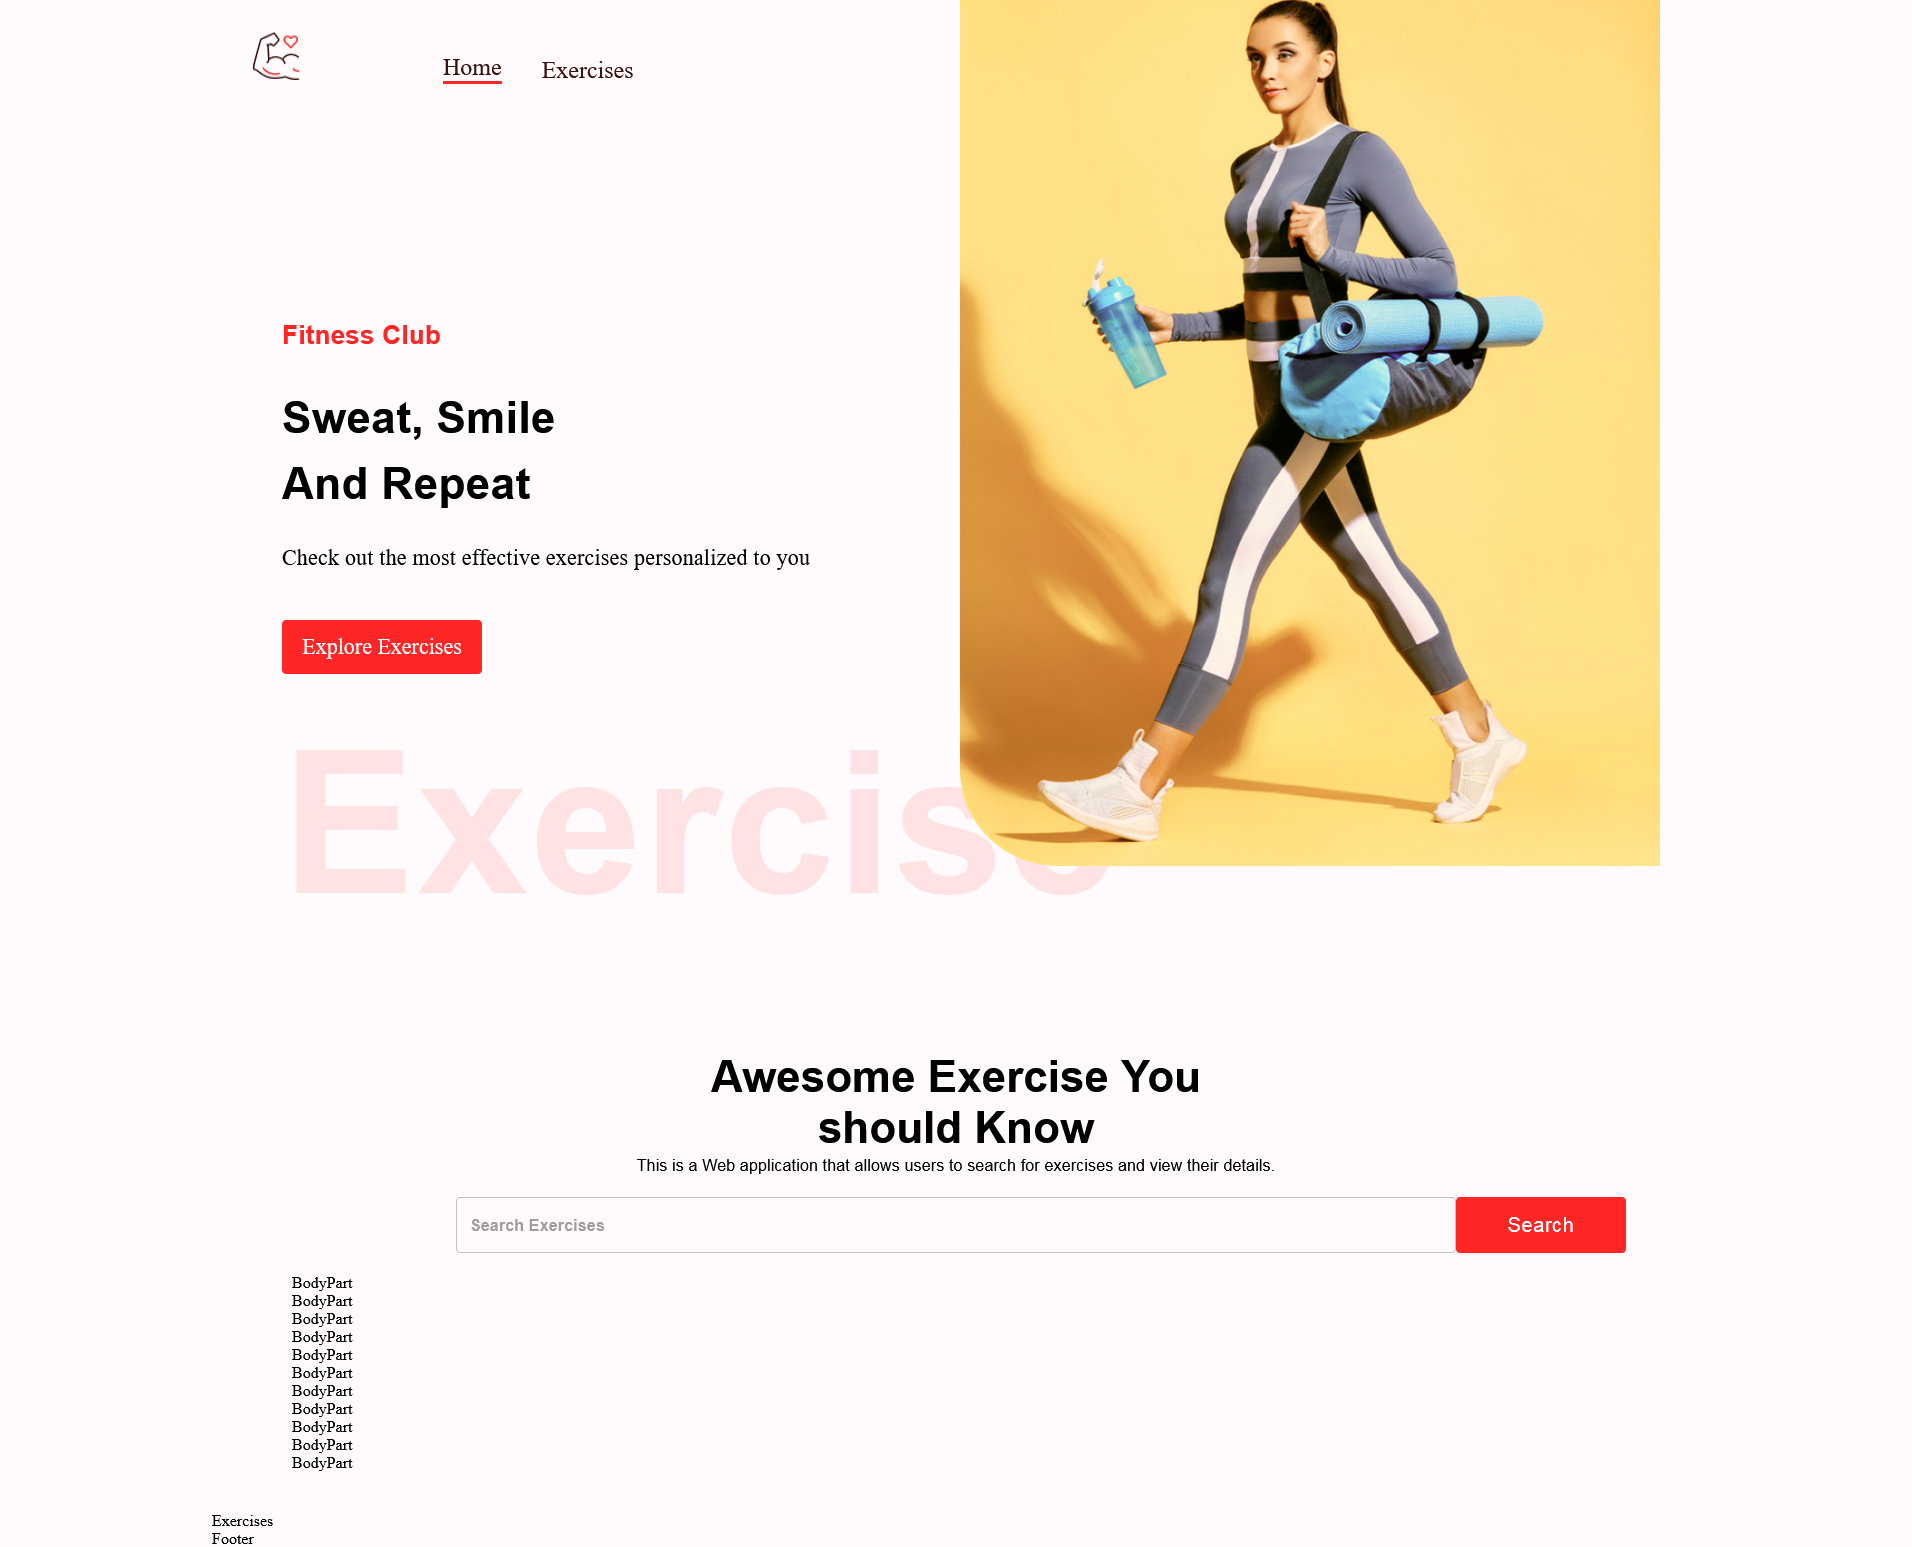 Home
Exercises
Fitness Club
Sweat, Smile
And Repeat
Check out the most effective exercises personalized to you
Explore Exercises
Exercise
Awesome Exercise You
should Know
This is a Web application that allows users to search for exercises and view their details.
Search Exercises
Search
BodyPart
BodyPart
BodyPart
BodyPart
BodyPart
BodyPart
BodyPart
BodyPart
BodyPart
BodyPart
BodyPart
Exercises
Footer